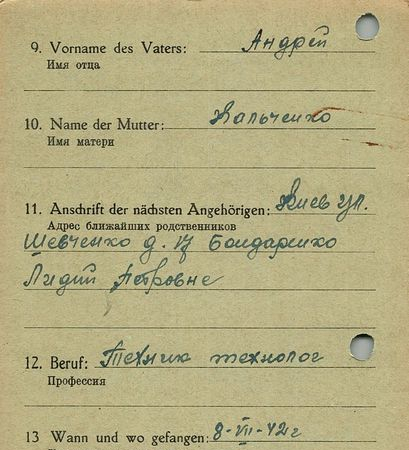 9. Vorname des Vaters: Андрей
Имя отца
10. Name der Mutter: Кальченко
Имя матери
11. Anschrift der nächsten Angehörigen: Киев ул.
Адрес ближайших родственников
Шевченко д. 17 Бондаренко
Лидии Петровне
12. Beruf: Техник технолог
Профессия
13 Wann und wo gefangen: 8-VII-42 г